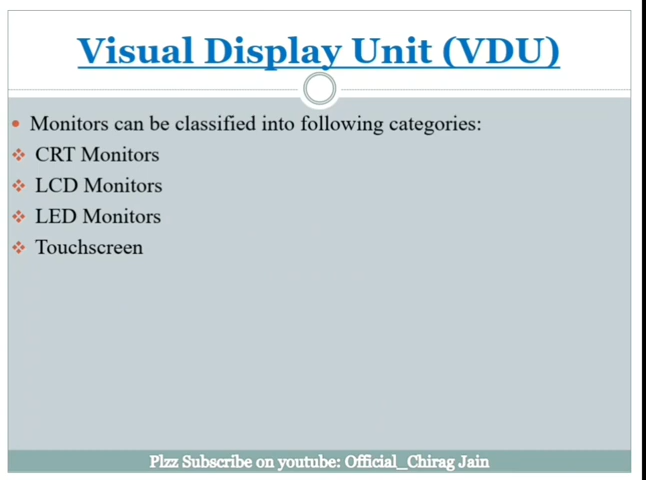 Visual Display Unit (VDU)
• Monitors can be classified into following categories:
❖ CRT Monitors
❖ LCD Monitors
❖ LED Monitors
❖ Touchscreen
Plzz Subscribe on youtube: Official_Chirag Jain